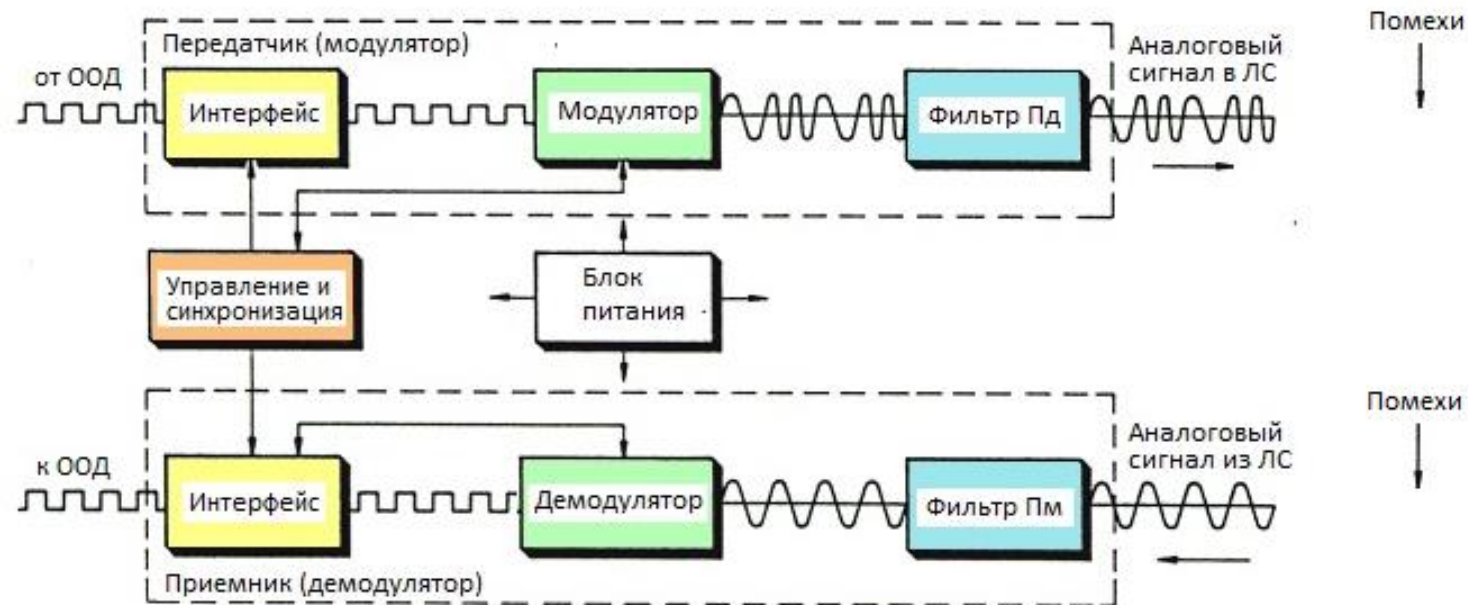 Помехи
Передатчик (модулятор)
Аналоговый
сигнал в ЛС
от ООД
Интерфейс
Модулятор
Фильтр Пд
Управление и
синхронизация
Блок
питания
Помехи
Аналоговый
сигнал из ЛС
к ООД
Интерфейс
Демодулятор
Фильтр Пм
Приемник (демодулятор)